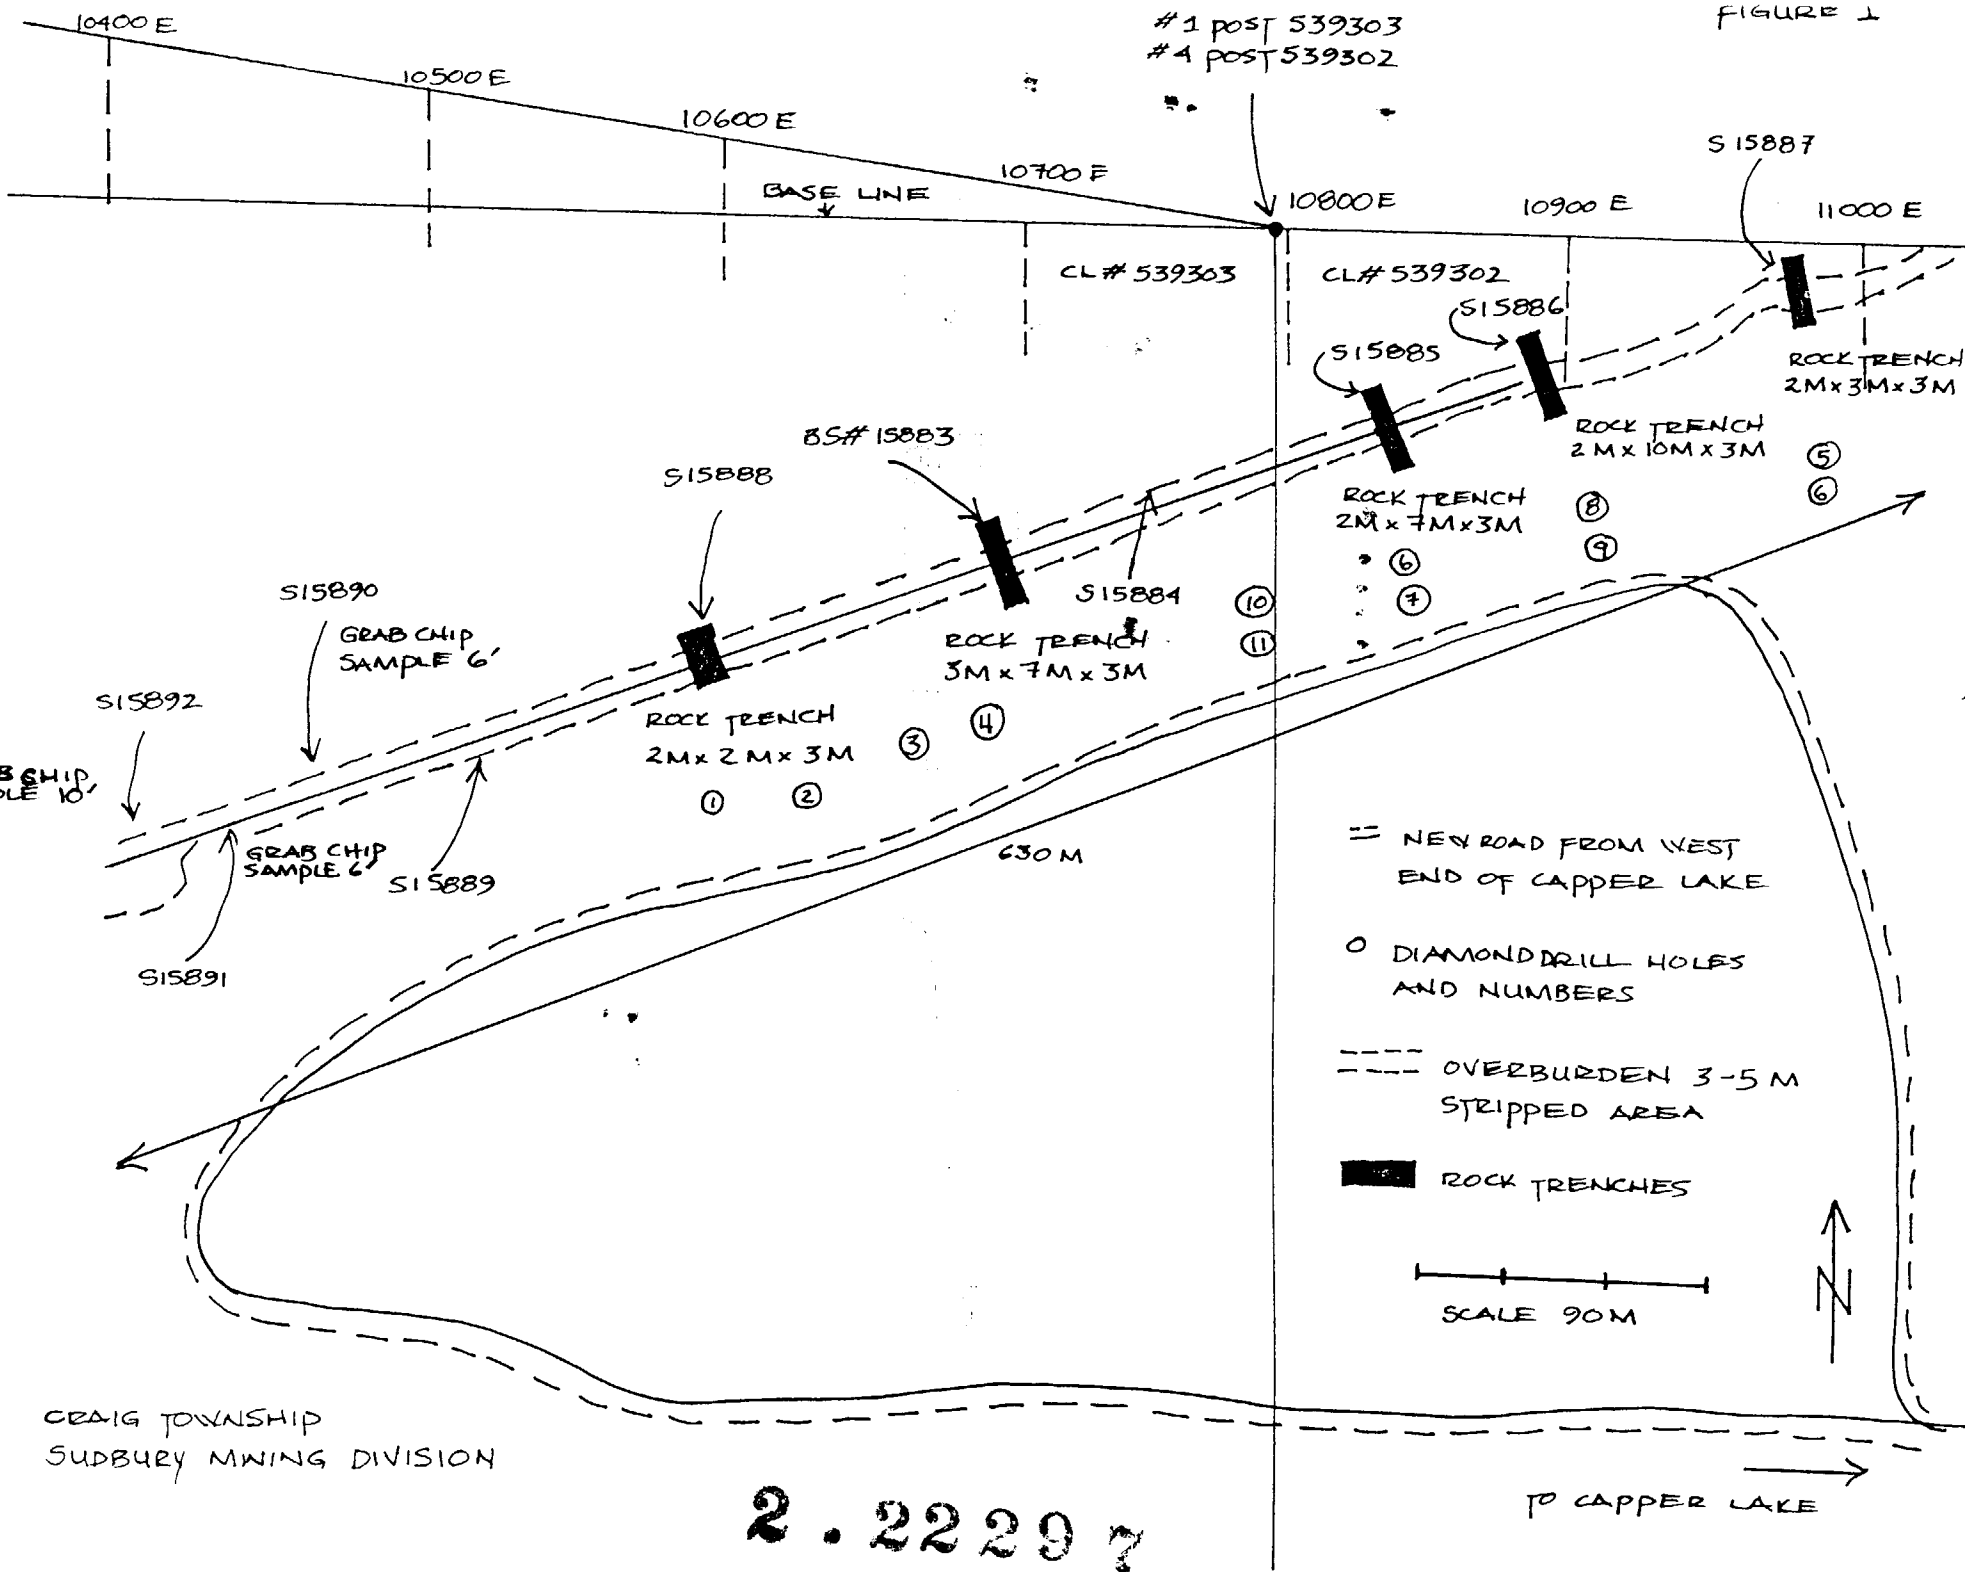 FIGURE 1
#1 POST 539303
#4 POST 539302
10400 E
10500 E
10600 E
10700 E
BASE LINE
10800 E
10900 E
11000 E
S15887
CL# 539303
CL# 539302
S15886
S15885
ROCK TRENCH
2M x 3M x 3M
ROCK TRENCH
2M x 10M x 3M
5
6
BS# 15883
S15888
ROCK TRENCH
2M x 7M x 3M
8
9
6
7
S15884
10
11
S15890
GRAB CHIP
SAMPLE 6'
ROCK TRENCH
3M x 7M x 3M
4
S15892
ROCK TRENCH
2M x 2M x 3M
3
1
2
CHIP
10'
GRAB CHIP
SAMPLE 6'
S15889
S15891
630 M
NEW ROAD FROM WEST
END OF CAPPER LAKE
DIAMOND DRILL HOLES
AND NUMBERS
OVERBURDEN 3-5 M
STRIPPED AREA
ROCK TRENCHES
SCALE 90M
N
CRAIG TOWNSHIP
SUDBURY MINING DIVISION
TO CAPPER LAKE
2.22297